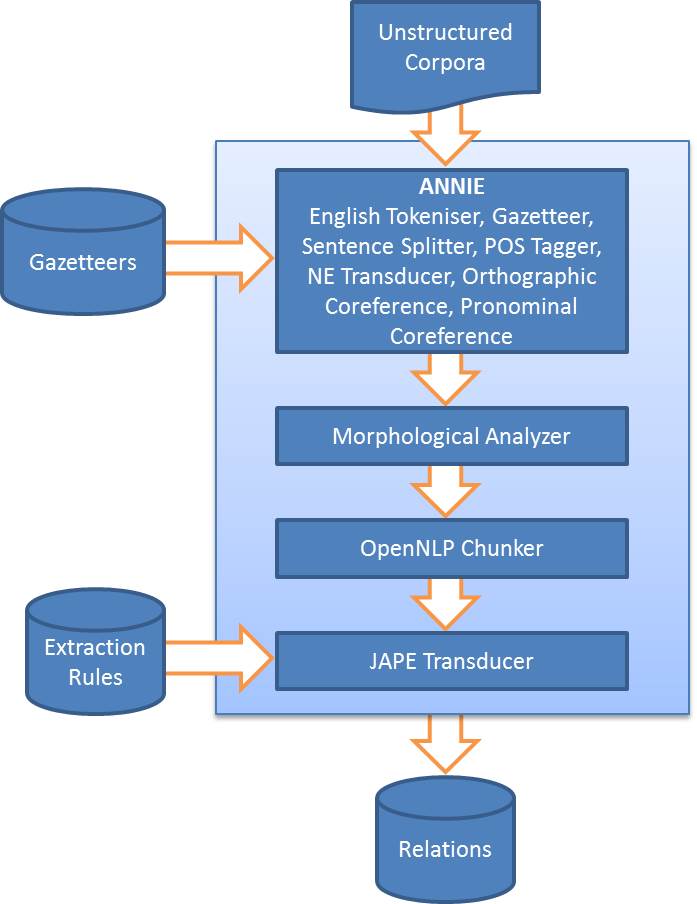 Unstructured
Corpora
ANNIE
English Tokeniser, Gazetteer,
Sentence Splitter, POS Tagger,
NE Transducer, Orthographic
Coreference, Pronominal
Coreference
Gazetteers
Morphological Analyzer
OpenNLP Chunker
Extraction
Rules
JAPE Transducer
Relations